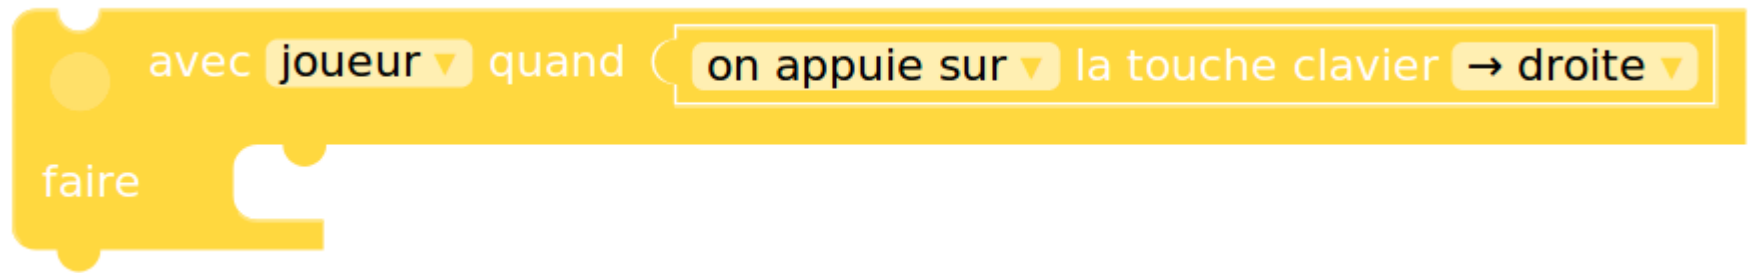 avec joueur ▾ quand on appuie sur ▾ la touche clavier → droite ▾
faire